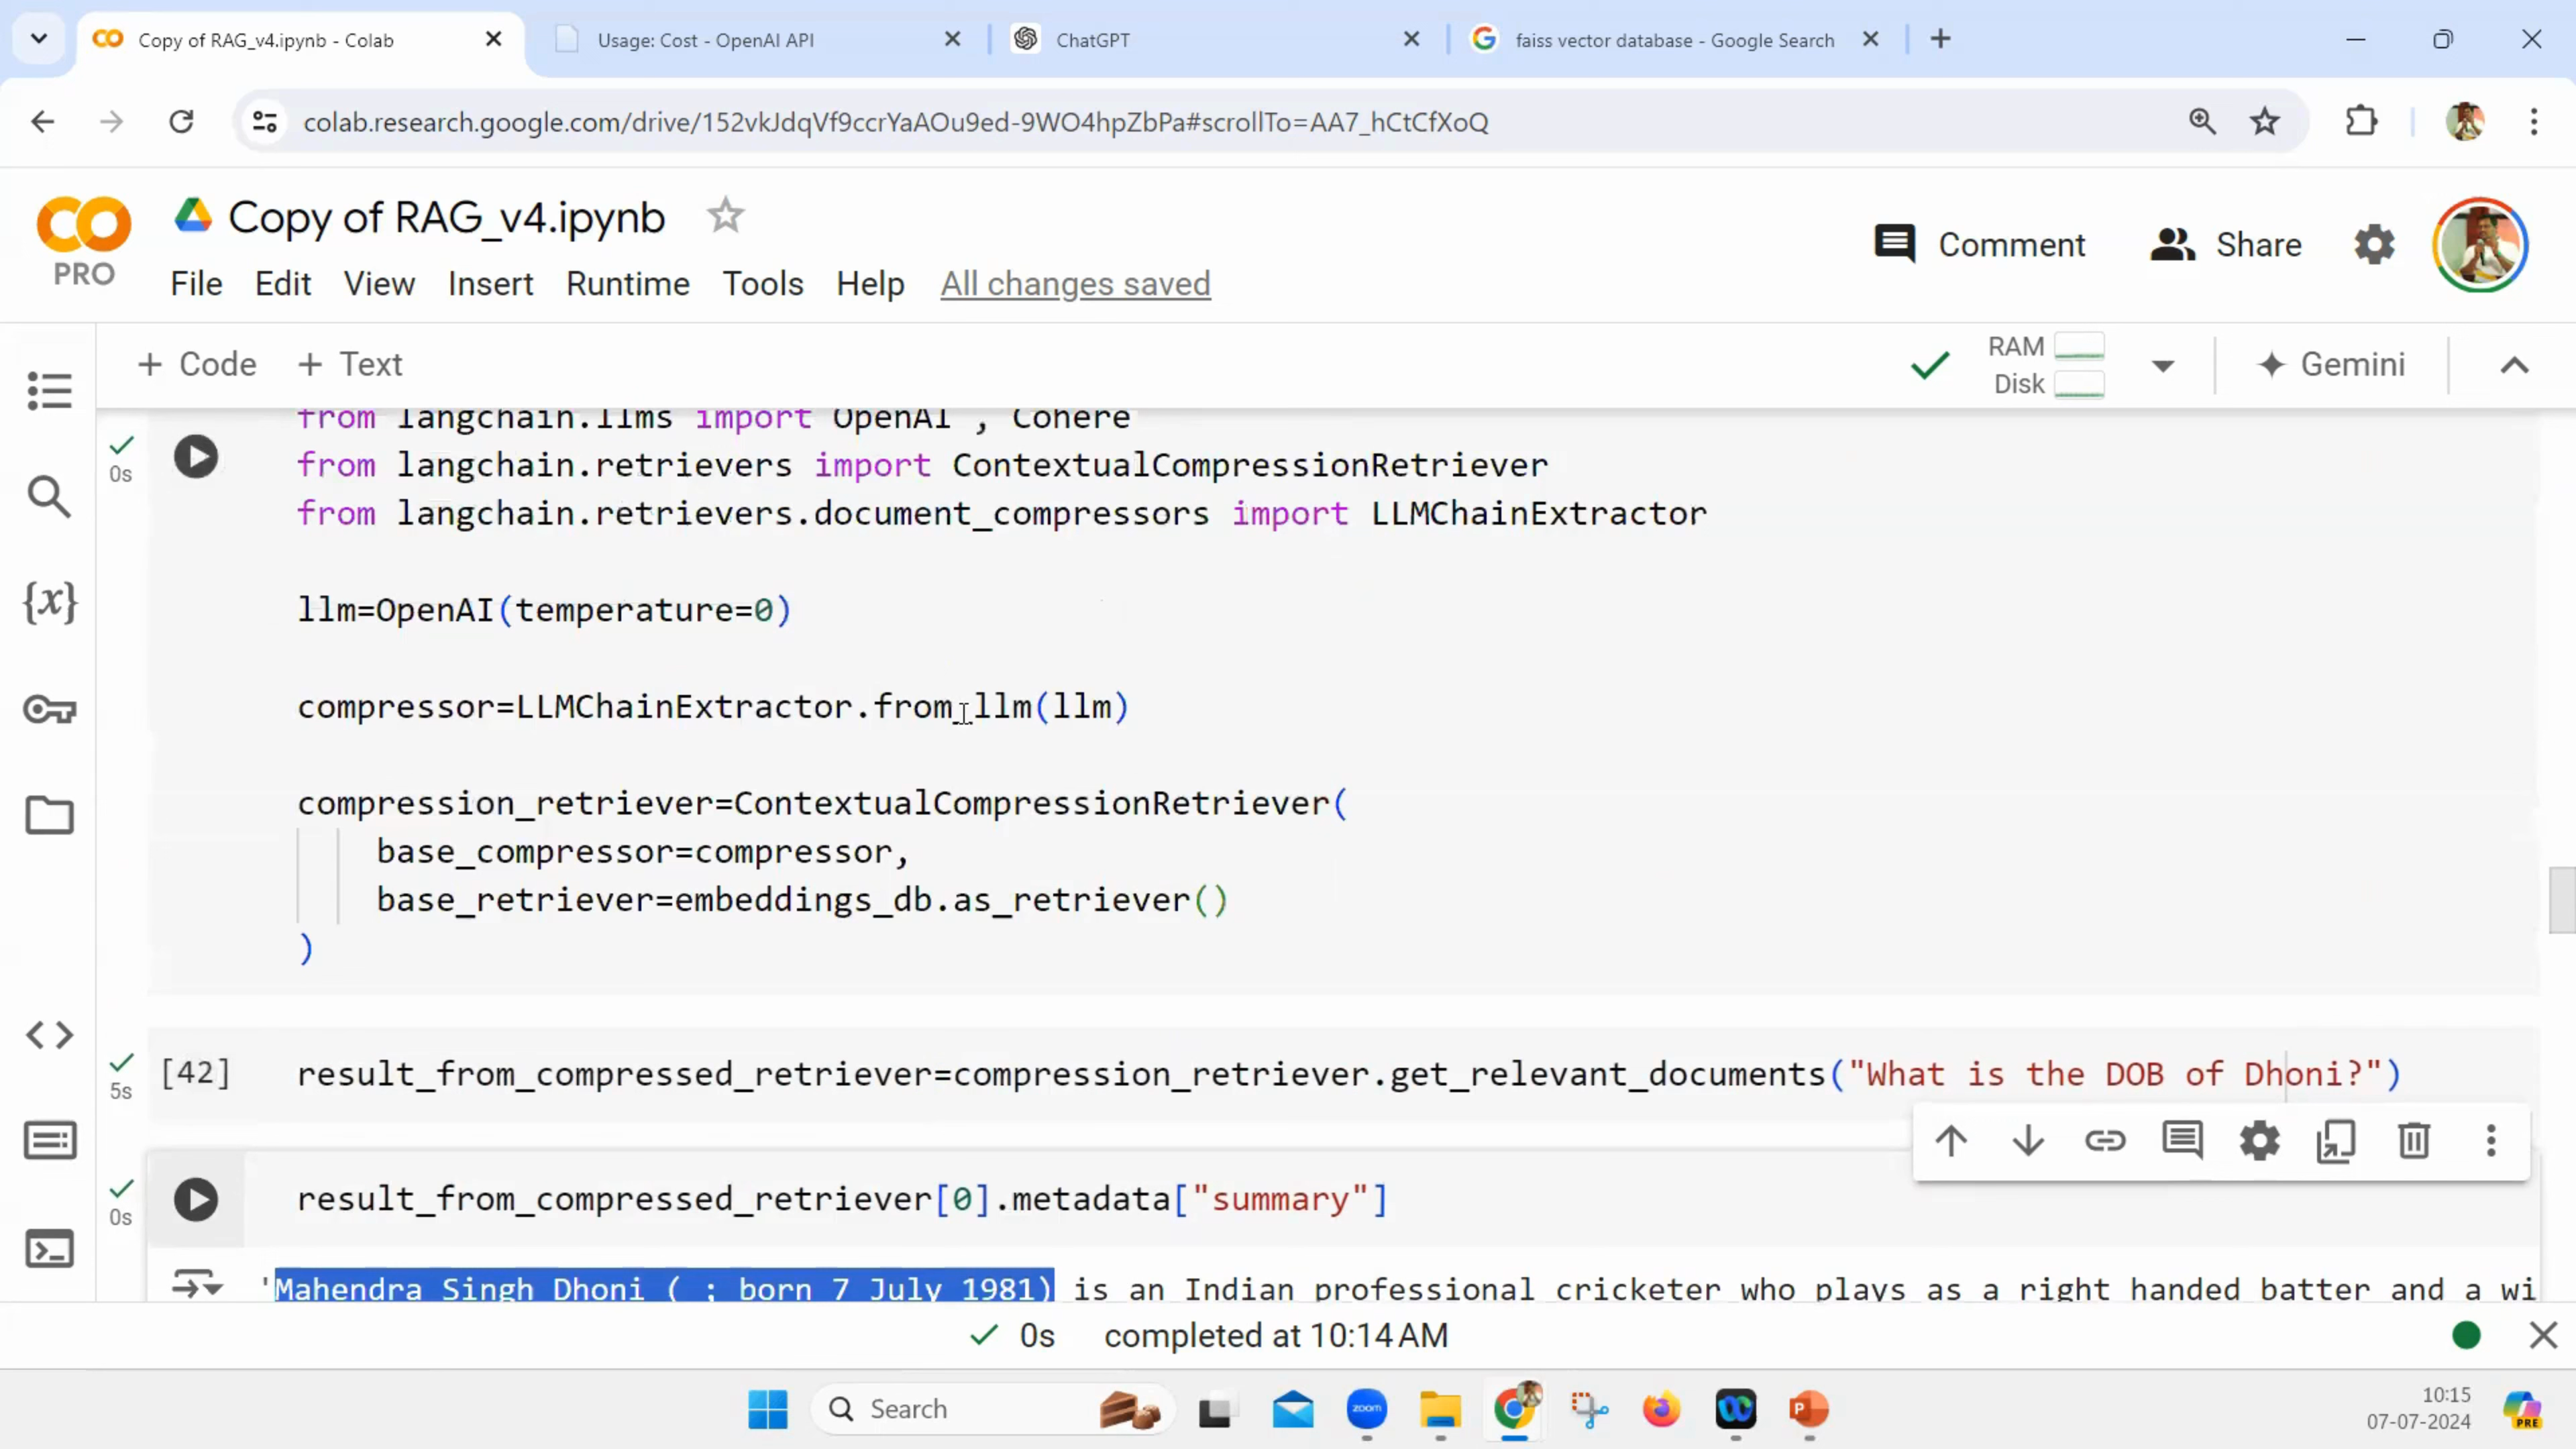 Copy of RAG_v4.ipynb - Colab
Usage: Cost - OpenAI API
ChatGPT
faiss vector database - Google Search
colab.research.google.com/drive/152vkJdqVf9ccrYaAOu9ed-9WO4hpZbPa#scrollTo=AA7_hCtCfXoQ
PRO
Copy of RAG_v4.ipynb
Comment
Share
File Edit View Insert Runtime Tools Help All changes saved
+ Code + Text
RAM
Disk
Gemini
0s
from langchain.llms import OpenAI , Cohere
from langchain.retrievers import ContextualCompressionRetriever
from langchain.retrievers.document_compressors import LLMChainExtractor
{x}
llm=OpenAI(temperature=0)
compressor=LLMChainExtractor.from_llm(llm)
compression_retriever=ContextualCompressionRetriever(
base_compressor=compressor,
base_retriever=embeddings_db.as_retriever()
)
5s
[42] result_from_compressed_retriever=compression_retriever.get_relevant_documents("What is the DOB of Dhoni?")
0s
result_from_compressed_retriever[0].metadata["summary"]
'Mahendra Singh Dhoni ( ; born 7 July 1981) is an Indian professional cricketer who plays as a right handed batter and a wi
0s completed at 10:14 AM
Search
zoom
10:15
07-07-2024
PRE